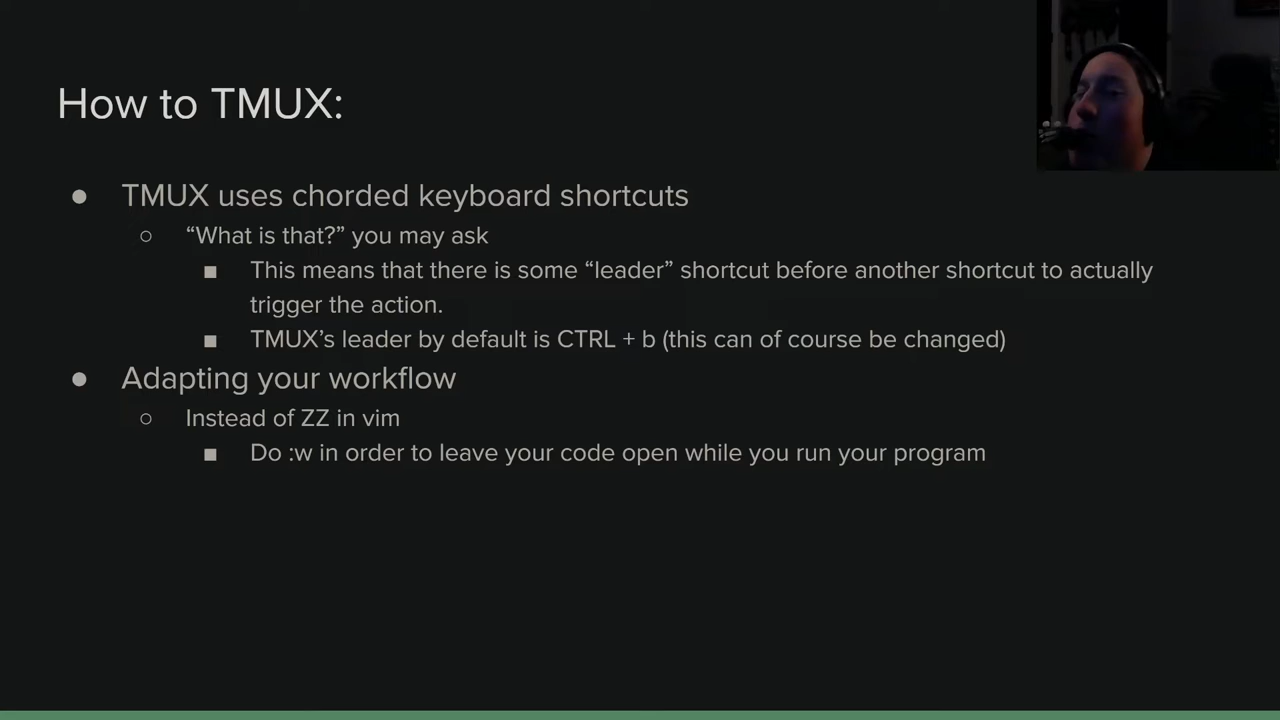 How to TMUX:
● TMUX uses chorded keyboard shortcuts
○ “What is that?” you may ask
■ This means that there is some “leader” shortcut before another shortcut to actually
trigger the action.
■ TMUX’s leader by default is CTRL + b (this can of course be changed)
● Adapting your workflow
○ Instead of ZZ in vim
■ Do :w in order to leave your code open while you run your program